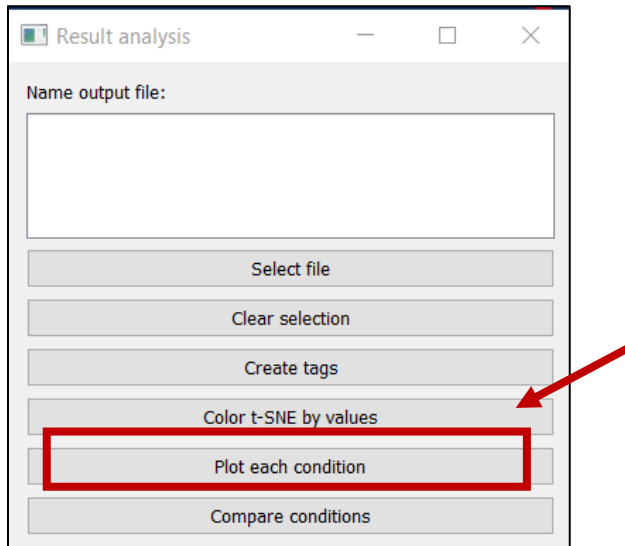 Result analysis
Name output file:
Select file
Clear selection
Create tags
Color t-SNE by values
Plot each condition
Compare conditions